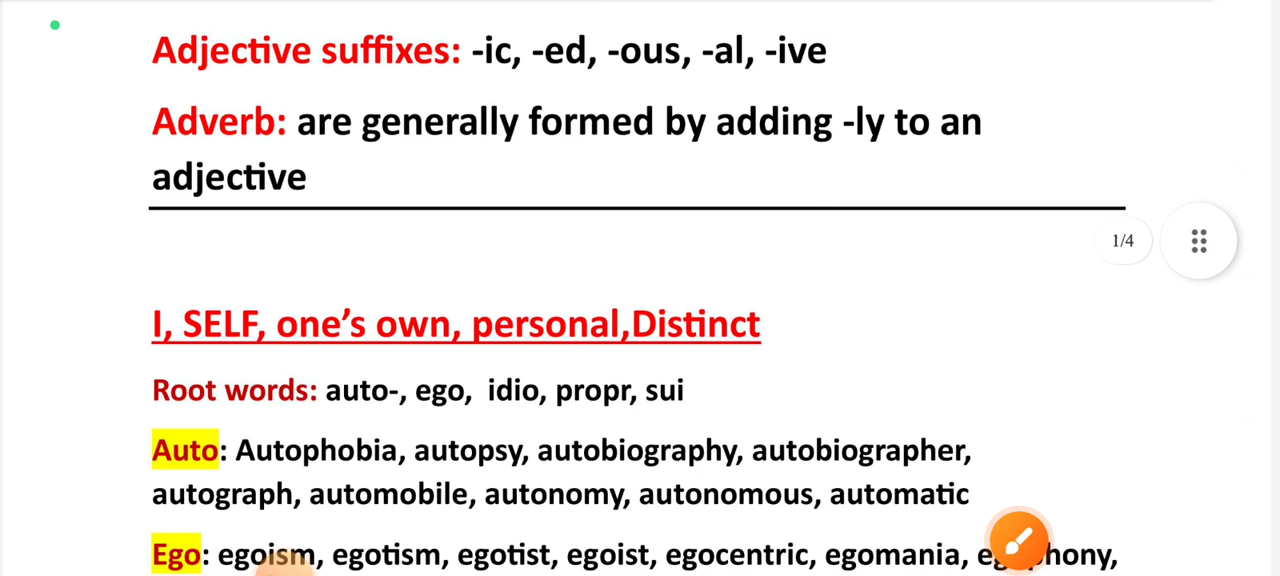 Adjective suffixes: -ic, -ed, -ous, -al, -ive
Adverb: are generally formed by adding -ly to an
adjective
1/4
I, SELF, one’s own, personal,Distinct
Root words: auto-, ego, idio, propr, sui
Auto: Autophobia, autopsy, autobiography, autobiographer,
autograph, automobile, autonomy, autonomous, automatic
Ego: egoism, egotism, egotist, egoist, egocentric, egomania,